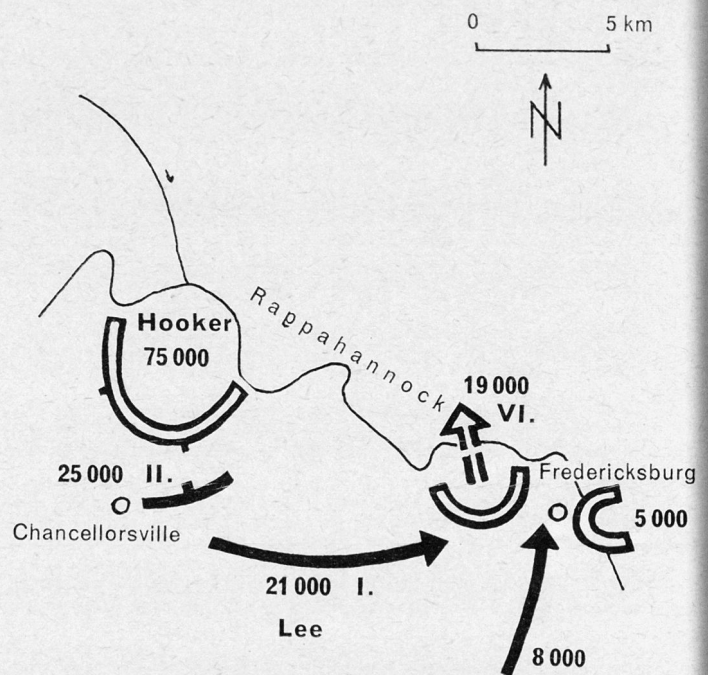 0 5 km
N
Rappahannock
Hooker
75 000
19 000
VI.
25 000 II.
Fredericksburg
5 000
Chancellorsville
21 000 I.
Lee
8 000